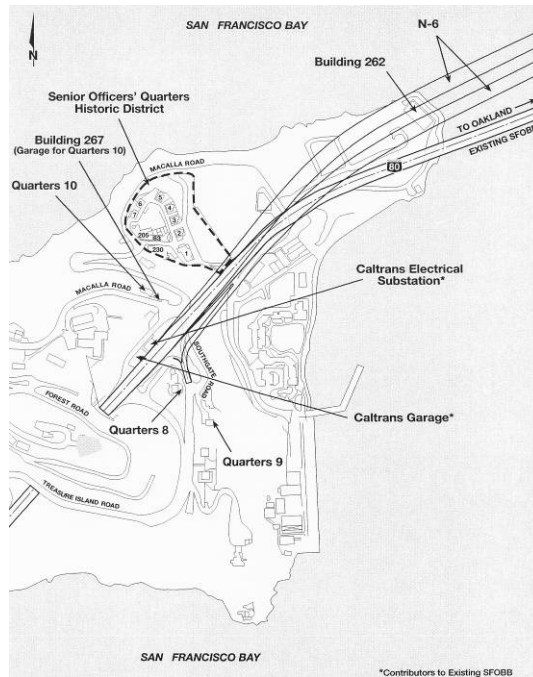 SAN FRANCISCO BAY
N
N-6
Building 262
Senior Officers' Quarters
Historic District
TO OAKLAND
EXISTING SFOBB
80
Building 267
(Garage for Quarters 10)
MACALLA ROAD
Quarters 10
5
6
4
7
3
205
83
2
230
1
Caltrans Electrical
Substation*
MACALLA ROAD
SOUTHGATE
ROAD
FOREST ROAD
Quarters 8
Caltrans Garage*
Quarters 9
TREASURE ISLAND ROAD
SAN FRANCISCO BAY
*Contributors to Existing SFOBB